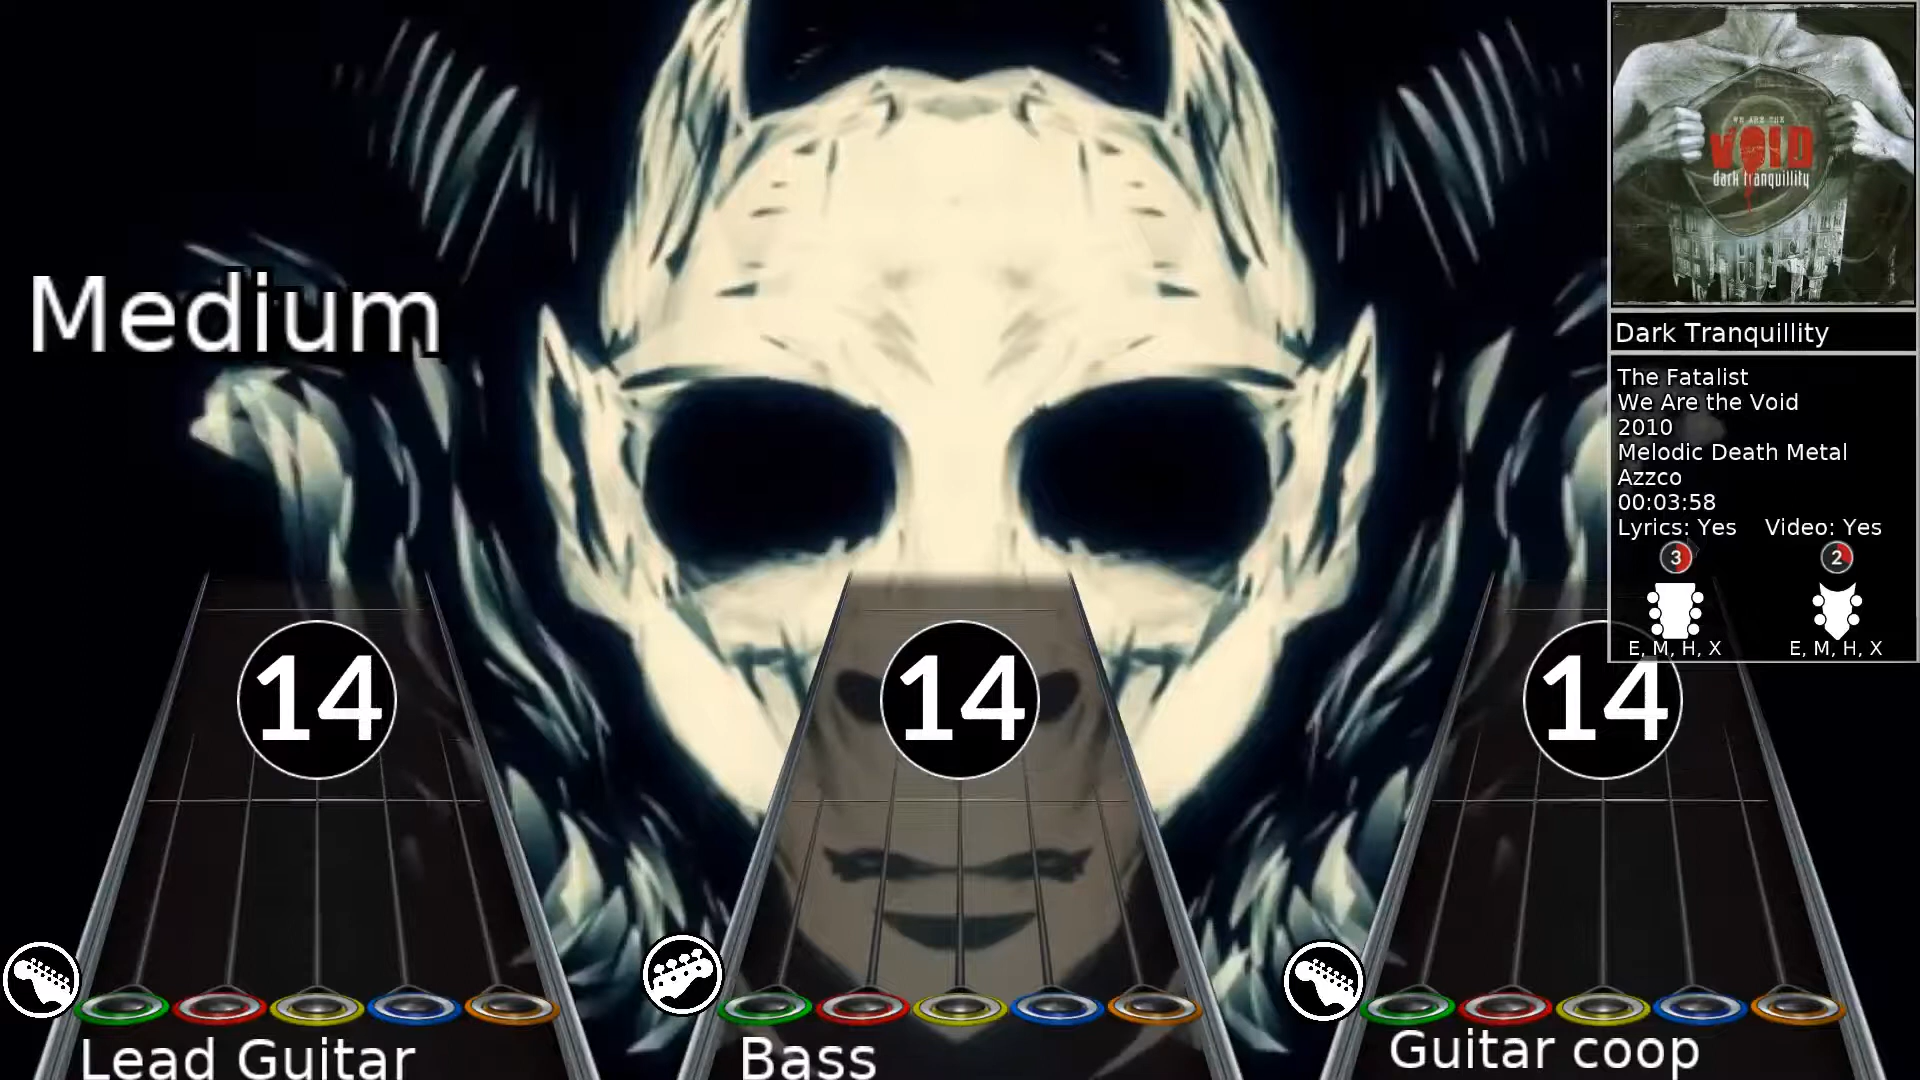 Medium
14
14
14
Lead Guitar
Bass
Guitar coop
WE ARE THE
VOID
dark tranquillity
Dark Tranquillity
The Fatalist
We Are the Void
2010
Melodic Death Metal
Azzco
00:03:58
Lyrics: Yes Video: Yes
3 2
E, M, H, X E, M, H, X